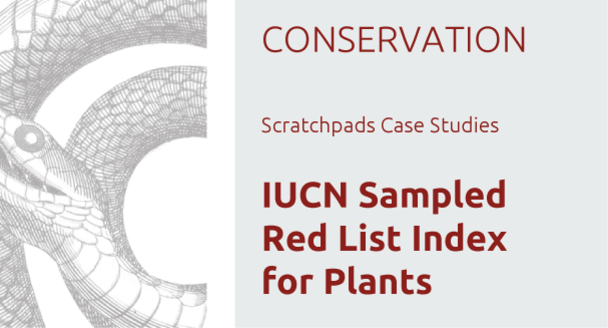 CONSERVATION
Scratchpads Case Studies
IUCN Sampled
Red List Index
for Plants